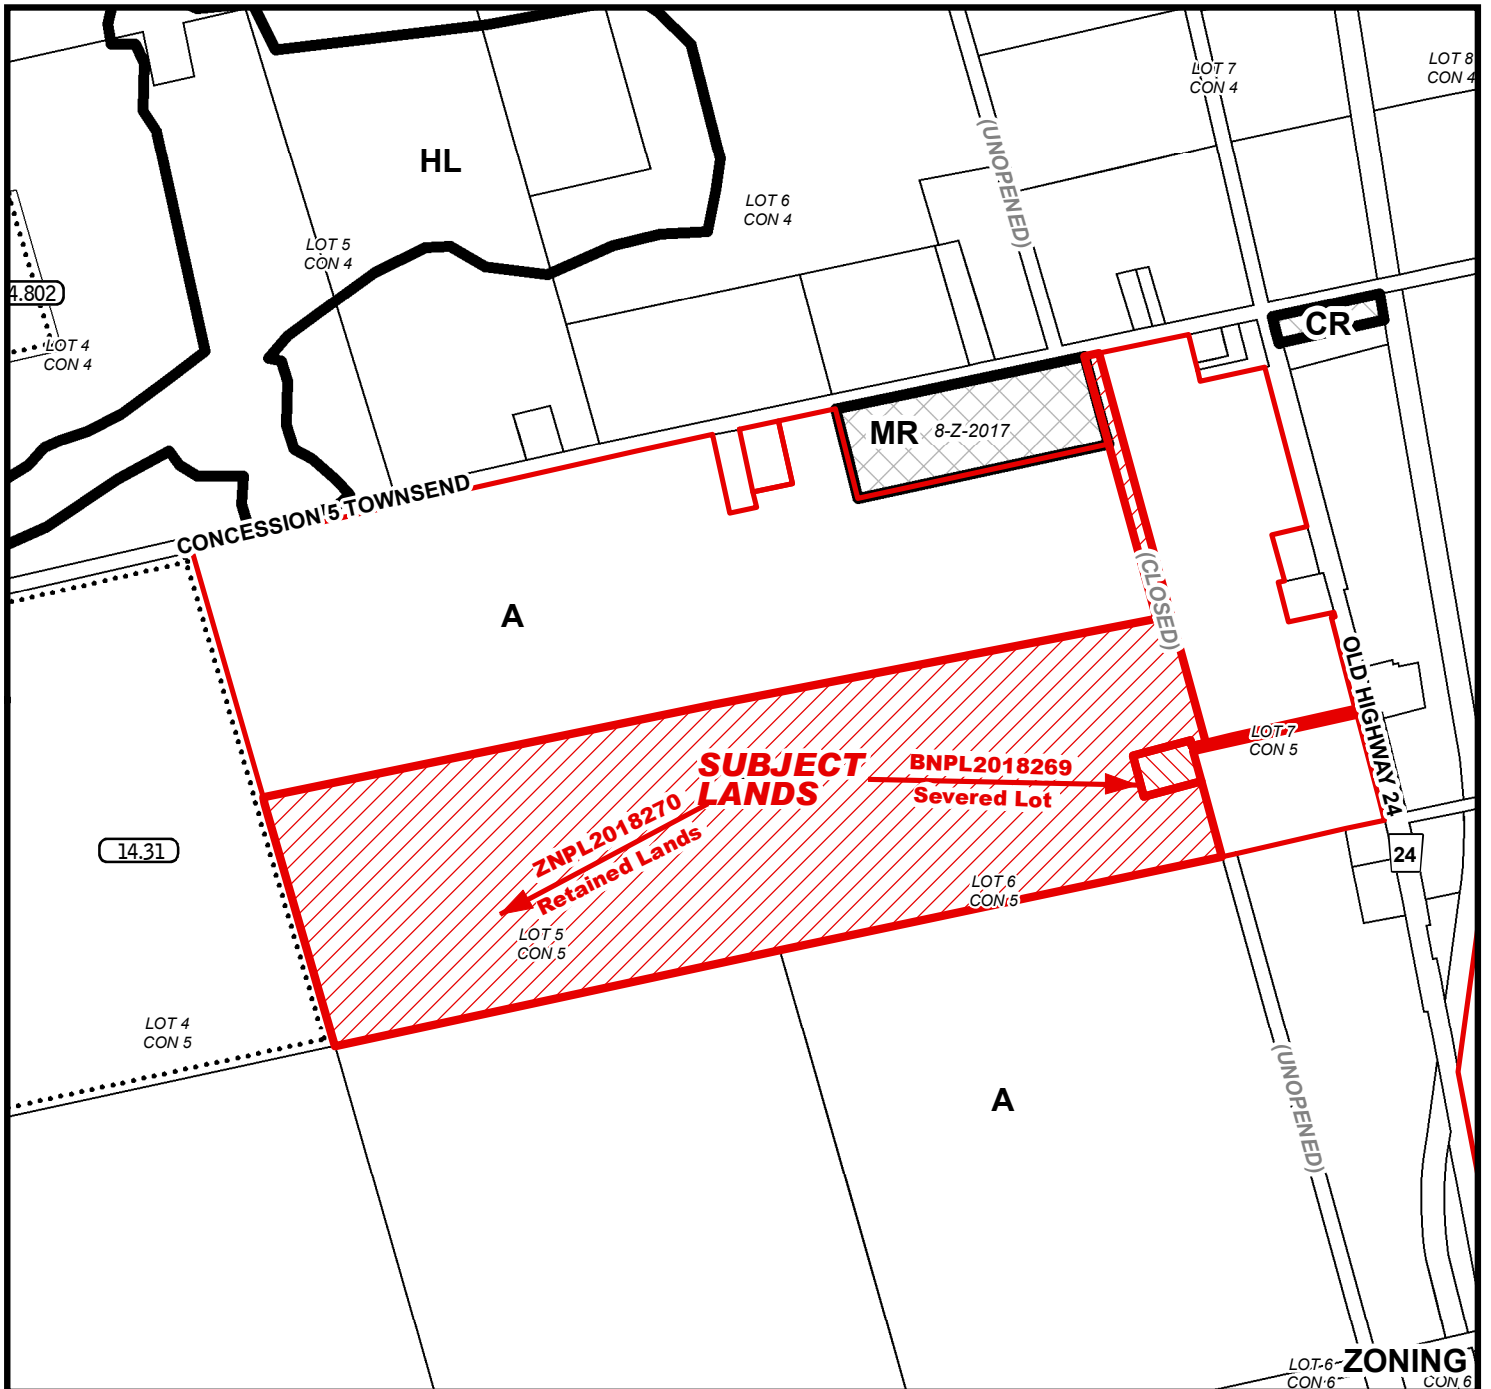 LOT 7
CON 4
LOT 8
CON 4
HL
(UNOPENED)
LOT 6
CON 4
LOT 5
CON 4
4.802
CR
LOT 4
CON 4
MR 8-Z-2017
CONCESSION 5 TOWNSEND
(CLOSED)
A
OLD HIGHWAY 24
LOT 7
CON 5
SUBJECT
LANDS
BNPL2018269
Severed Lot
ZNPL2018270
Retained Lands
14.31
24
LOT 6
CON 5
LOT 5
CON 5
LOT 4
CON 5
A
(UNOPENED)
ZONING
LOT 6
CON 6
CON 6